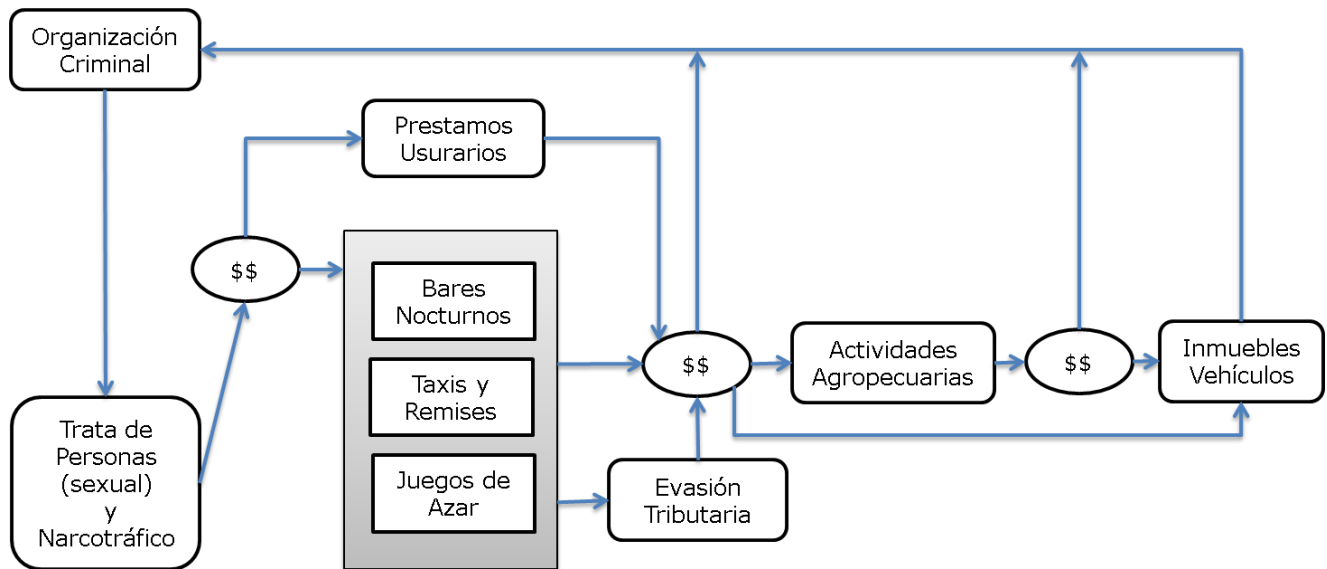 Organización
Criminal
Prestamos
Usurarios
$$
Bares
Nocturnos
Taxis y
Remises
Juegos de
Azar
$$
Actividades
Agropecuarias
$$
Inmuebles
Vehículos
Trata de
Personas
(sexual)
y
Narcotráfico
Evasión
Tributaria